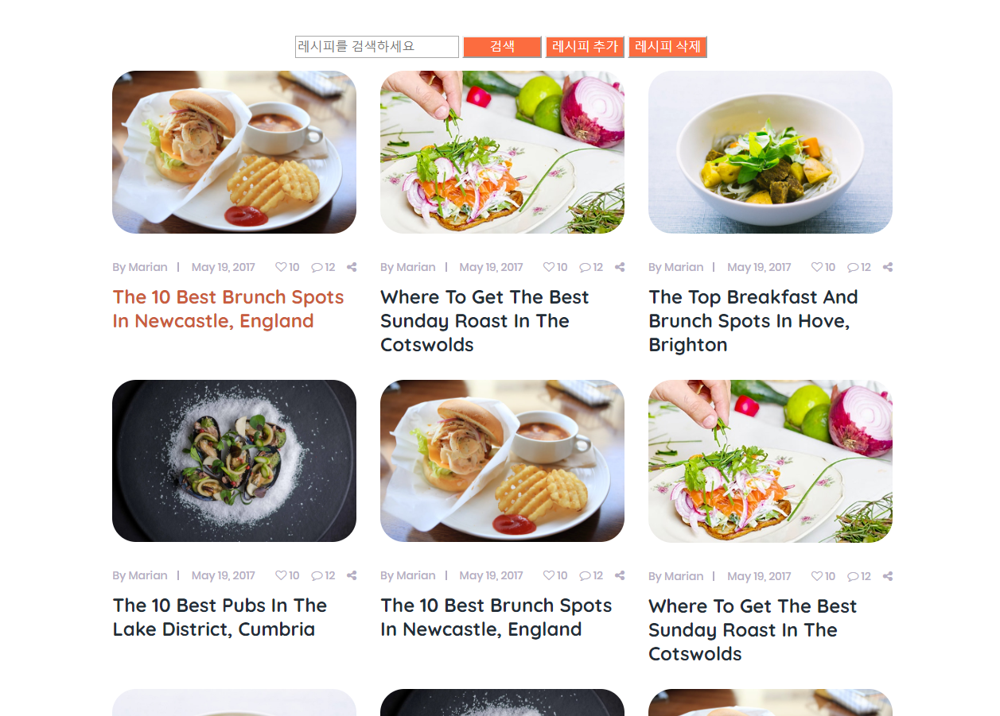 레시피를 검색하세요 검색 레시피 추가 레시피 삭제
By Marian | May 19, 2017 10 12
The 10 Best Brunch Spots
In Newcastle, England
By Marian | May 19, 2017 10 12
Where To Get The Best
Sunday Roast In The
Cotswolds
By Marian | May 19, 2017 10 12
The Top Breakfast And
Brunch Spots In Hove,
Brighton
By Marian | May 19, 2017 10 12
The 10 Best Pubs In The
Lake District, Cumbria
By Marian | May 19, 2017 10 12
The 10 Best Brunch Spots
In Newcastle, England
By Marian | May 19, 2017 10 12
Where To Get The Best
Sunday Roast In The
Cotswolds